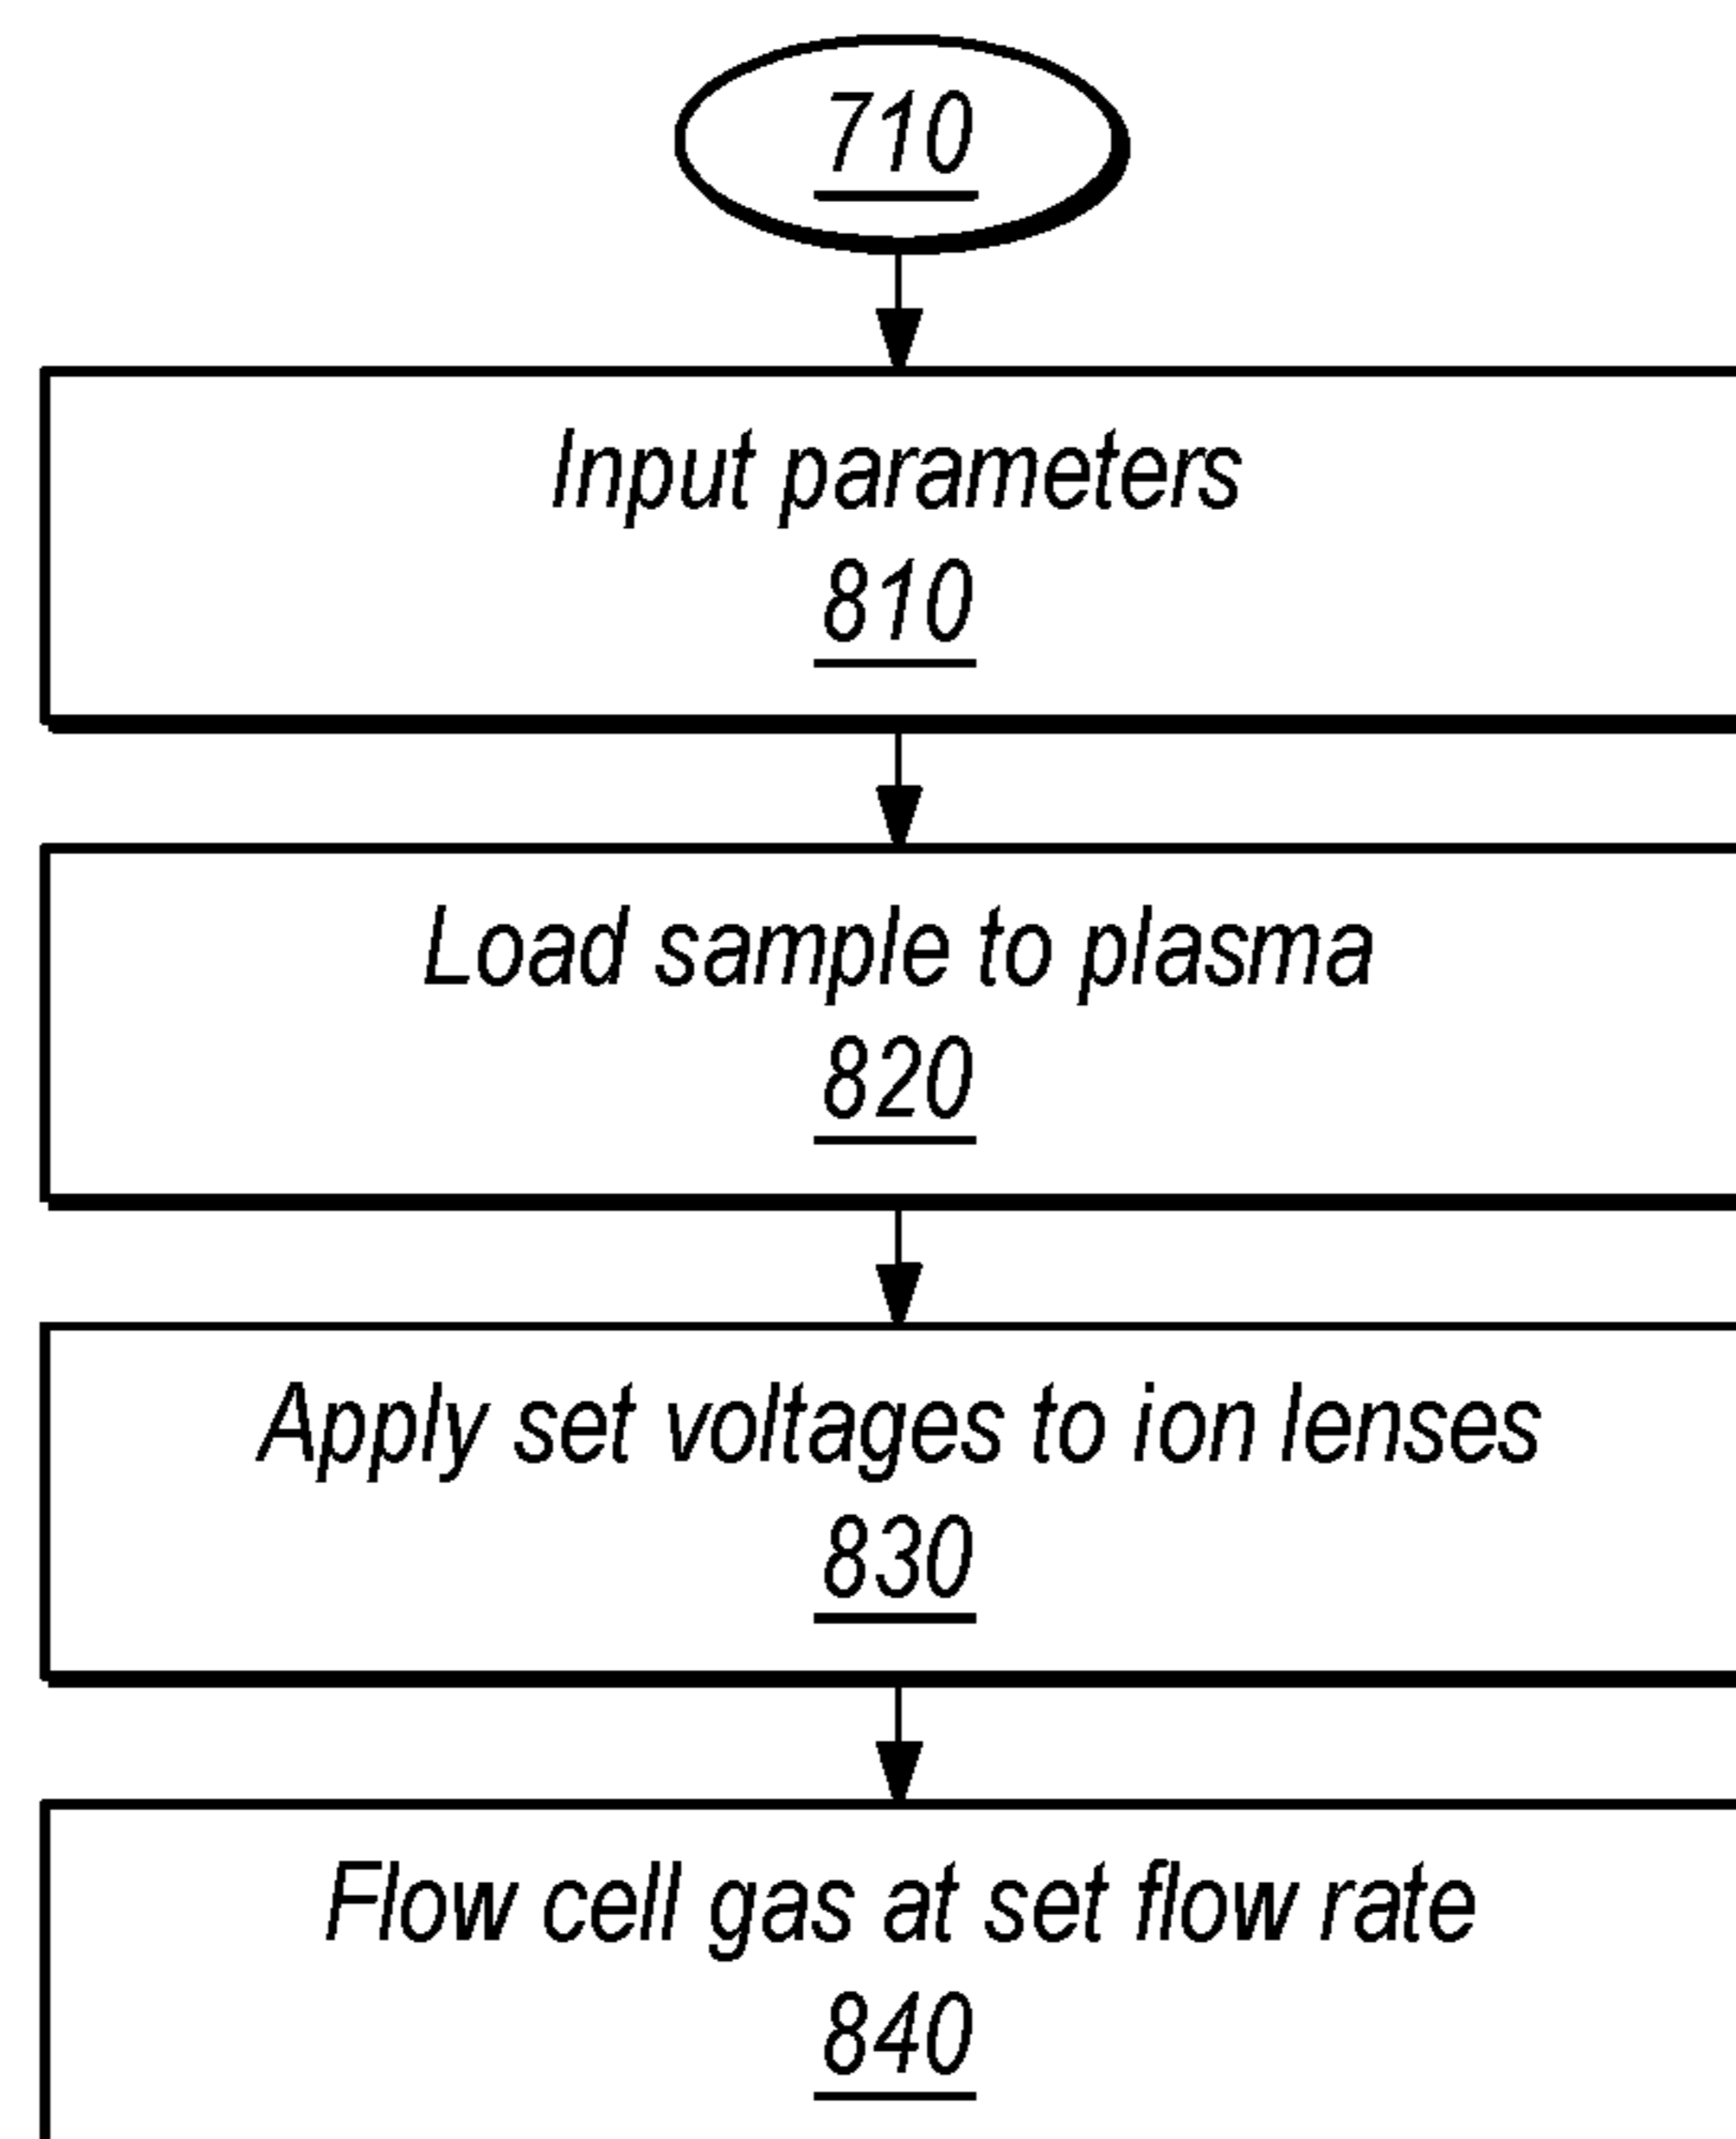 710
Input parameters
810
Load sample to plasma
820
Apply set voltages to ion lenses
830
Flow cell gas at set flow rate
840